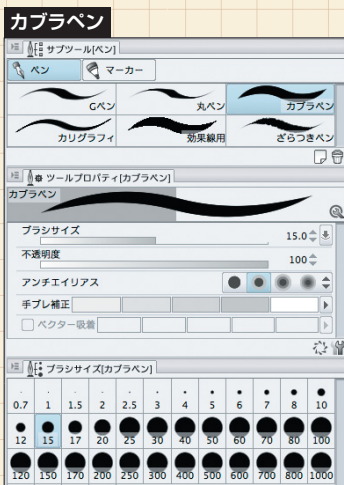 カブラペン
サブツール[ペン]
ペン マーカー
Gペン 丸ペン カブラペン
カリグラフィ 効果線用 ざらつきペン
ツールプロパティ[カブラペン]
カブラペン
ブラシサイズ 15.0
不透明度 100
アンチエイリアス
手ブレ補正
ベクター吸着
ブラシサイズ[カブラペン]
0.7 1 1.5 2 2.5 3 4 5 6 7 8 10
12 15 17 20 25 30 40 50 60 70 80 100
120 150 170 200 250 300 400 500 600 700 800 1000